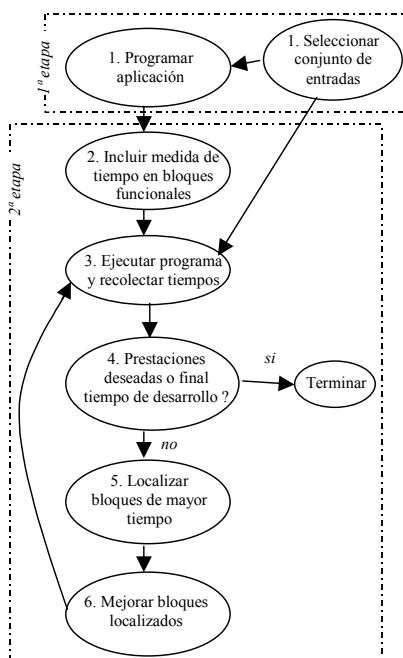 1ª etapa
1. Programar
aplicación
1. Seleccionar
conjunto de
entradas
2ª etapa
2. Incluir medida de
tiempo en bloques
funcionales
3. Ejecutar programa
y recolectar tiempos
4. Prestaciones
deseadas o final
tiempo de desarrollo ?
si
Terminar
no
5. Localizar
bloques de mayor
tiempo
6. Mejorar bloques
localizados